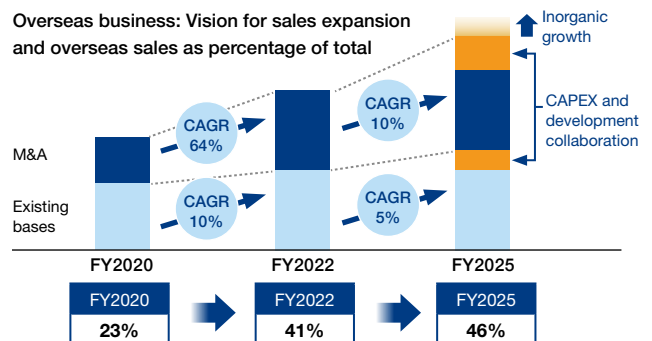 Overseas business: Vision for sales expansion
and overseas sales as percentage of total
Inorganic
growth
CAGR
64%
CAGR
10%
CAPEX and
development
collaboration
M&A
Existing
bases
CAGR
10%
CAGR
5%
FY2020
FY2022
FY2025
FY2020
FY2022
FY2025
23%
41%
46%